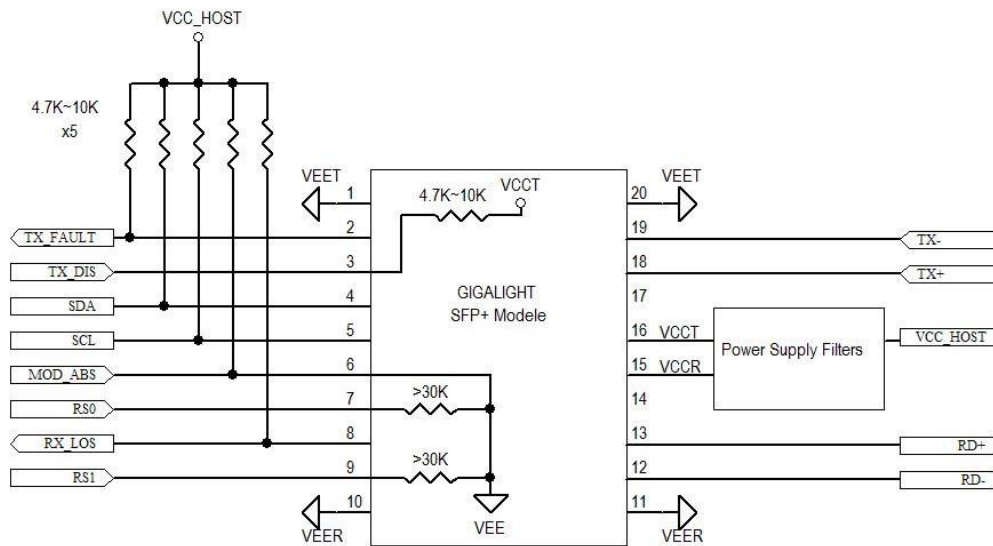 VCC_HOST
4.7K~10K
x5
VEET
1
4.7K~10K
VCCT
20
VEET
TX_FAULT
2
19
TX-
TX_DIS
3
18
TX+
SDA
4
GIGALIGHT
SFP+ Modele
17
SCL
5
16
VCCT
Power Supply Filters
VCC_HOST
MOD_ABS
6
15
VCCR
RS0
7
>30K
14
RX_LOS
8
13
RD+
RS1
9
>30K
12
RD-
10
VEER
VEE
11
VEER